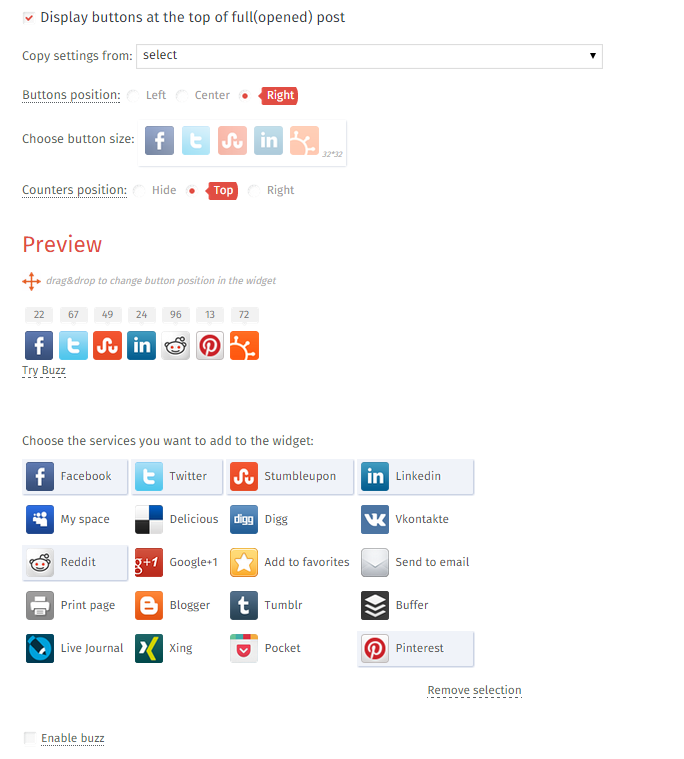 Display buttons at the top of full(opened) post
Copy settings from: select
Buttons position: Left Center Right
Choose button size: 32*32
Counters position: Hide Top Right
Preview
drag&drop to change button position in the widget
22 67 49 24 96 13 72
Try Buzz
Choose the services you want to add to the widget:
Facebook Twitter Stumbleupon Linkedin
My space Delicious digg Digg Vkontakte
Reddit g+1 Google+1 Add to favorites Send to email
Print page Blogger Tumblr Buffer
Live Journal Xing Pocket Pinterest
Remove selection
Enable buzz